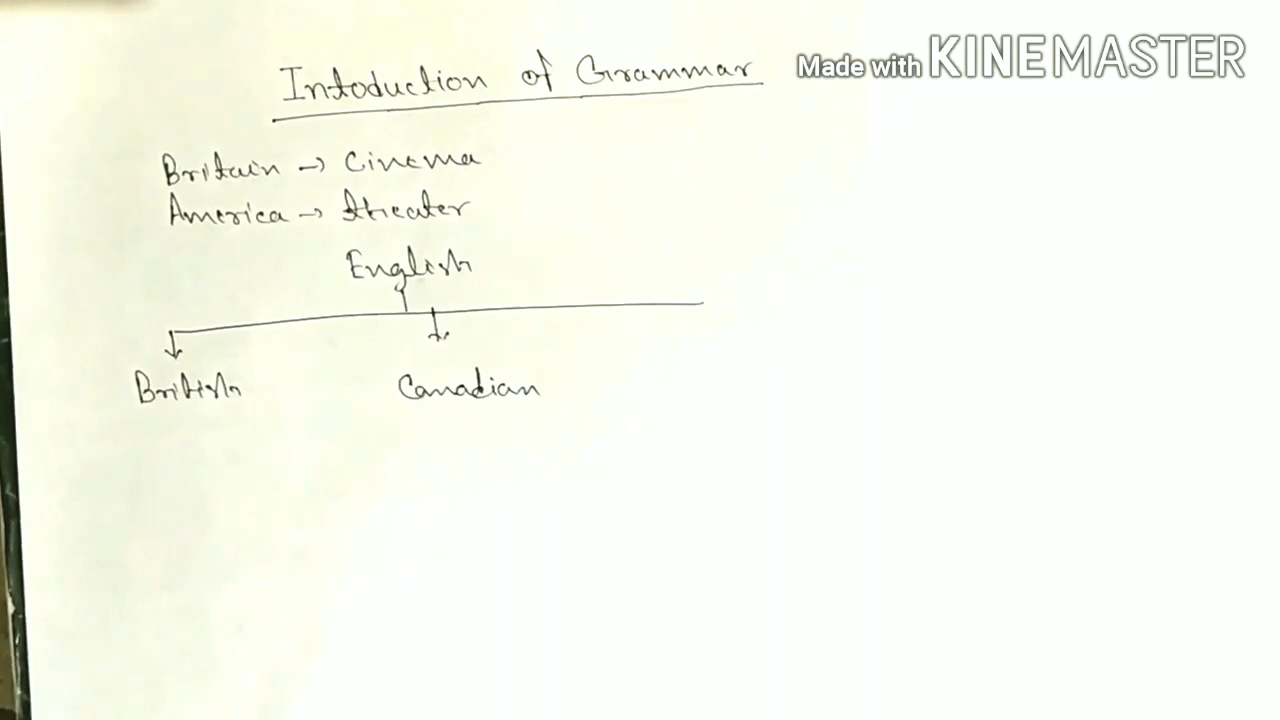 Made with KINEMASTER
Intoduction of Grammar
Britain → Cinema
America → theater
English
British Canadian